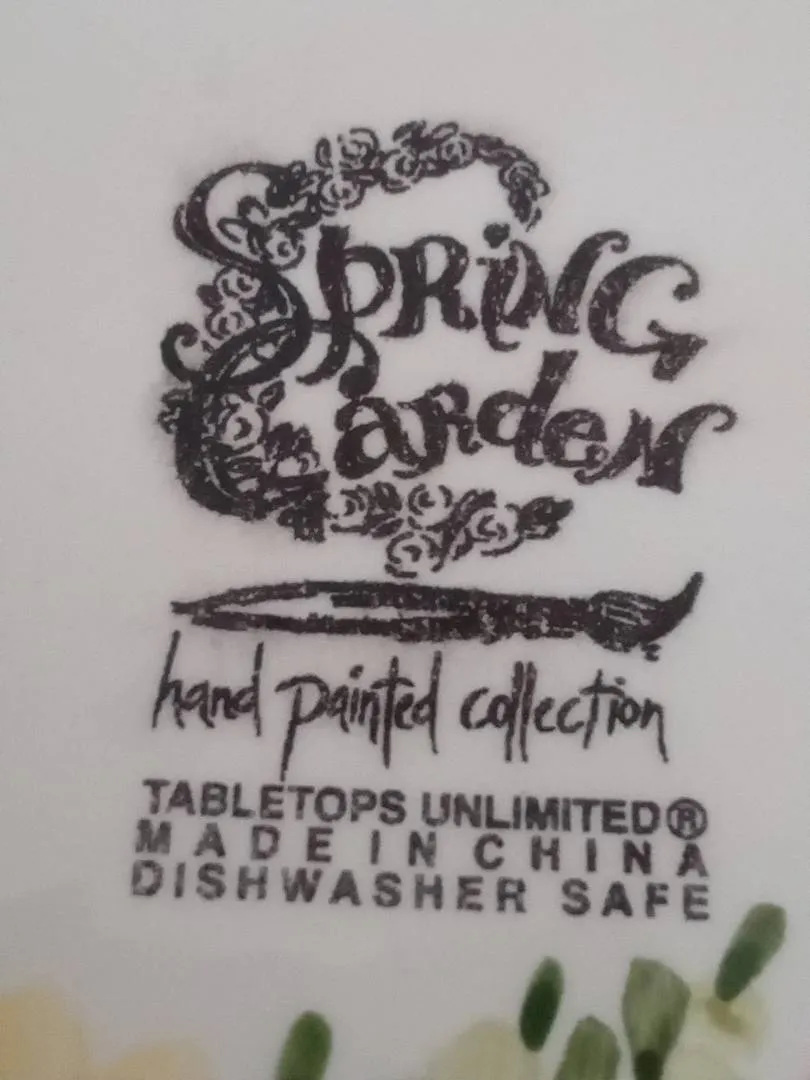 Spring
Garden
hand painted collection
TABLETOPS UNLIMITED®
MADE IN CHINA
DISHWASHER SAFE